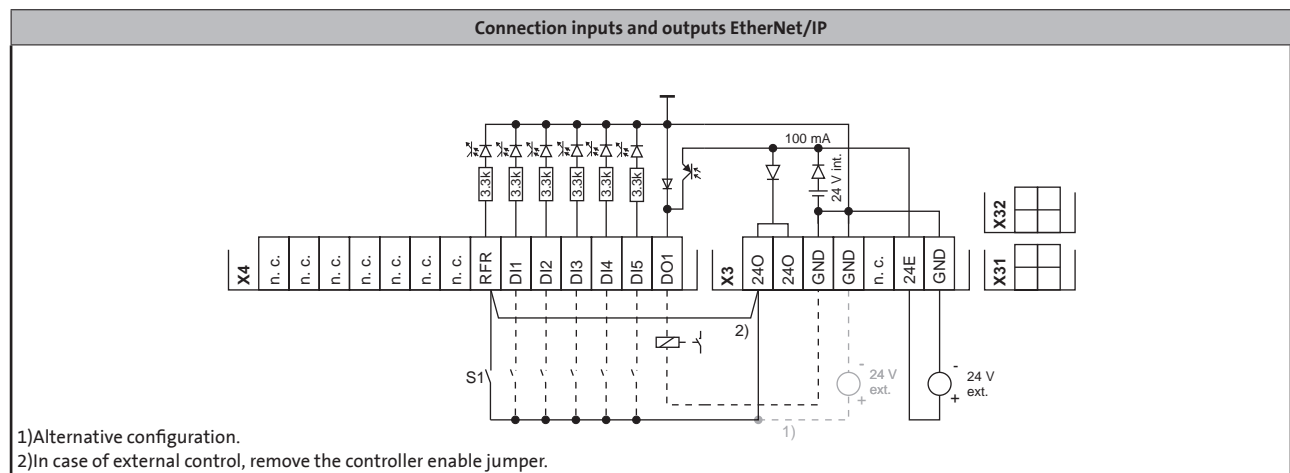 Connection inputs and outputs EtherNet/IP
100 mA
3.3k
3.3k
3.3k
3.3k
3.3k
3.3k
24 V int.
X32
X31
X4
n. c.
n. c.
n. c.
n. c.
n. c.
n. c.
n. c.
RFR
DI1
DI2
DI3
DI4
DI5
DO1
X3
24O
24O
GND
GND
n. c.
24E
GND
2)
S1
-
24 V
ext.
+
-
24 V
ext.
+
1)
1)Alternative configuration.
2)In case of external control, remove the controller enable jumper.